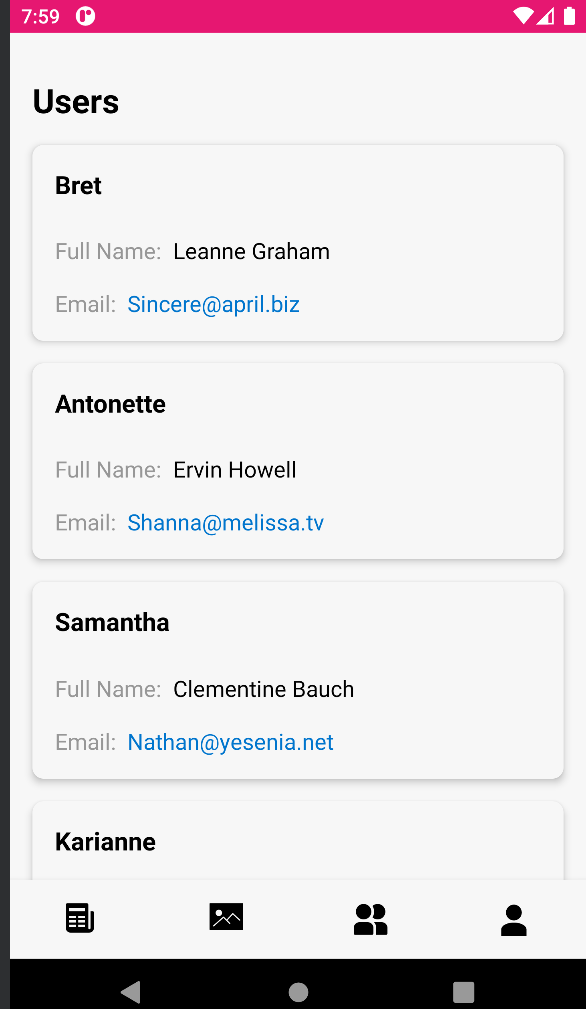 7:59
Users
Bret
Full Name: Leanne Graham
Email: Sincere@april.biz
Antonette
Full Name: Ervin Howell
Email: Shanna@melissa.tv
Samantha
Full Name: Clementine Bauch
Email: Nathan@yesenia.net
Karianne